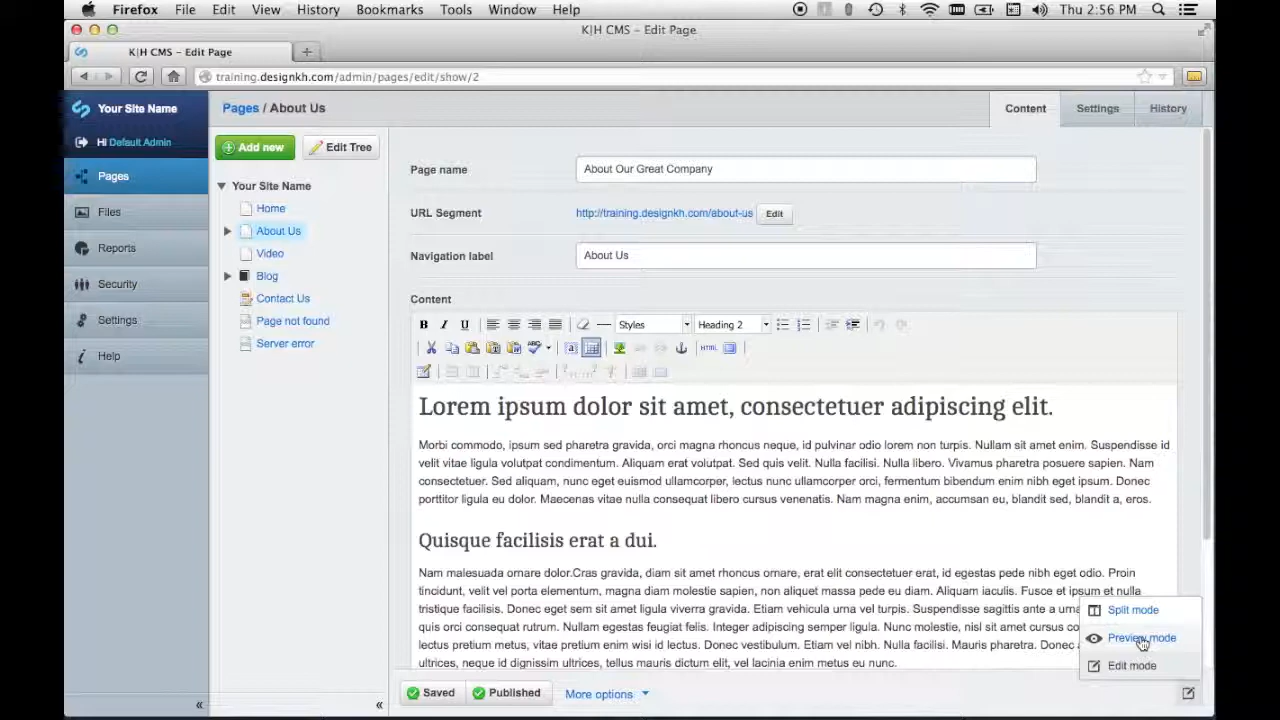 Firefox File Edit View History Bookmarks Tools Window Help Thu 2:56 PM
K|H CMS – Edit Page
K|H CMS – Edit Page
training.designkh.com/admin/pages/edit/show/2
Your Site Name
Pages / About Us
Content Settings History
Hi Default Admin
Add new Edit Tree
Pages
Files
Reports
Security
Settings
Help
Your Site Name
Home
About Us
Video
Blog
Contact Us
Page not found
Server error
Page name About Our Great Company
URL Segment http://training.designkh.com/about-us Edit
Navigation label About Us
Content
B I U Styles Heading 2
HTML
Lorem ipsum dolor sit amet, consectetuer adipiscing elit.
Morbi commodo, ipsum sed pharetra gravida, orci magna rhoncus neque, id pulvinar odio lorem non turpis. Nullam sit amet enim. Suspendisse id
velit vitae ligula volutpat condimentum. Aliquam erat volutpat. Sed quis velit. Nulla facilisi. Nulla libero. Vivamus pharetra posuere sapien. Nam
consectetuer. Sed aliquam, nunc eget euismod ullamcorper, lectus nunc ullamcorper orci, fermentum bibendum enim nibh eget ipsum. Donec
porttitor ligula eu dolor. Maecenas vitae nulla consequat libero cursus venenatis. Nam magna enim, accumsan eu, blandit sed, blandit a, eros.
Quisque facilisis erat a dui.
Nam malesuada ornare dolor.Cras gravida, diam sit amet rhoncus ornare, erat elit consectetuer erat, id egestas pede nibh eget odio. Proin
tincidunt, velit vel porta elementum, magna diam molestie sapien, non aliquet massa pede eu diam. Aliquam iaculis. Fusce et ipsum et nulla
tristique facilisis. Donec eget sem sit amet ligula viverra gravida. Etiam vehicula urna vel turpis. Suspendisse sagittis ante a urna
quam. Nullam egestas feugiat felis. Integer adipiscing semper ligula. Nunc molestie, nisl sit amet cursus
lectus pretium metus, vitae pretium enim wisi id lectus. Donec vestibulum. Etiam vel nibh. Nulla facilisi. Mauris pharetra. Donec
ultrices, neque id dignissim ultrices, tellus mauris dictum elit, vel lacinia enim metus eu nunc.
Split mode
Preview mode
Edit mode
Saved Published More options